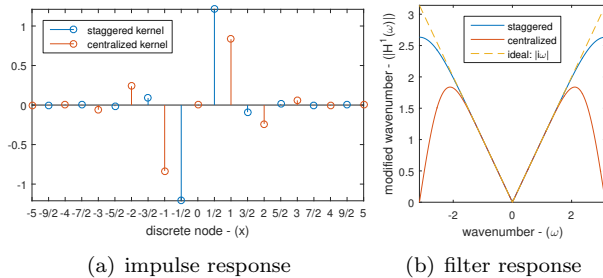 staggered kernel
centralized kernel
1
0.5
0
-0.5
-1
-5 -9/2 -4 -7/2 -3 -5/2 -2 -3/2 -1 -1/2 0 1/2 1 3/2 2 5/2 3 7/2 4 9/2 5
discrete node - (x)
(a) impulse response
modified wavenumber - (|H¹(ω)|)
staggered
centralized
ideal: |iω|
3.5
3
2.5
2
1.5
1
0.5
0
-2 0 2
wavenumber - (ω)
(b) filter response